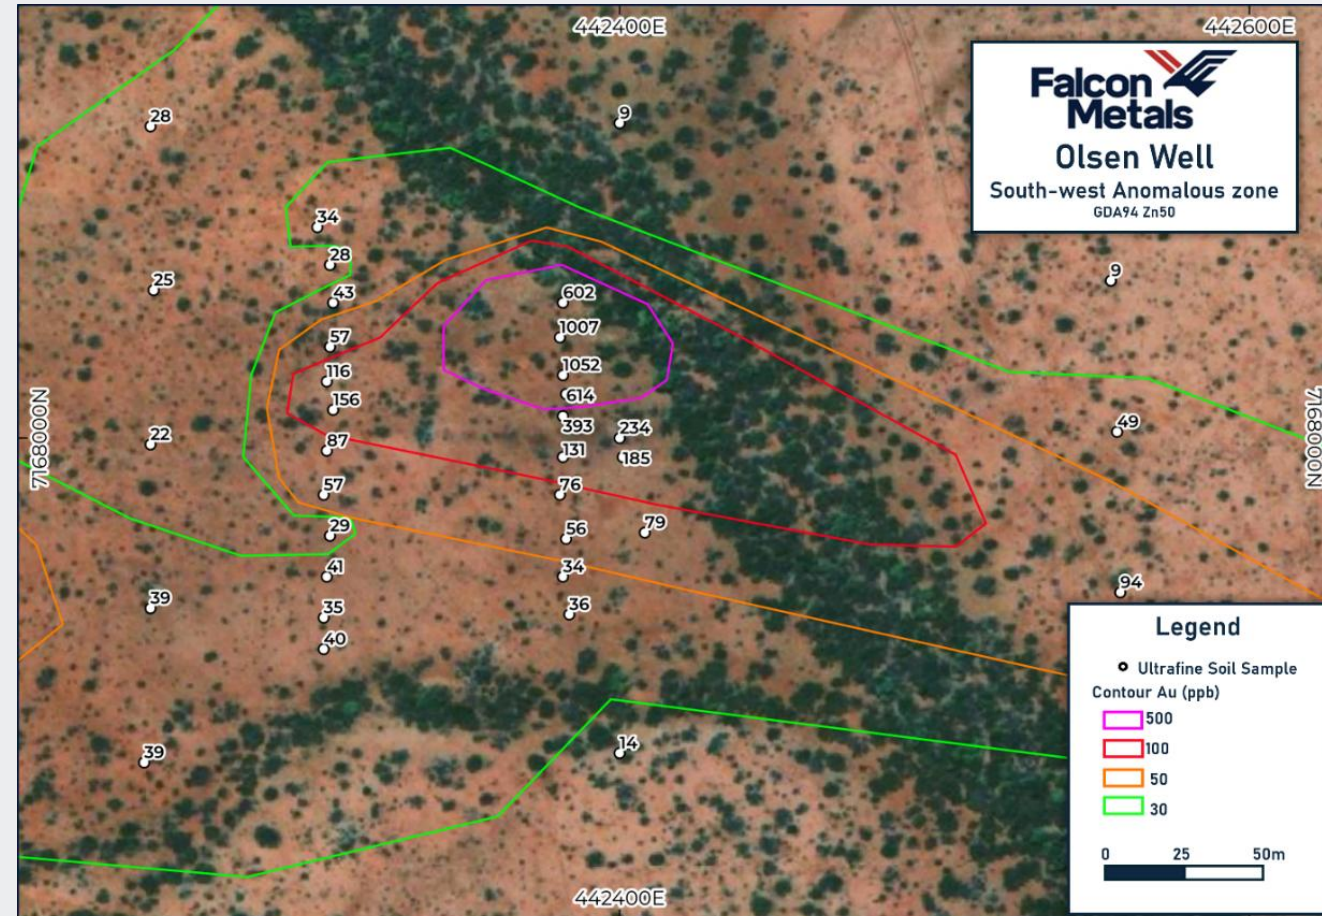 442400E
442600E
Falcon
Metals
Olsen Well
South-west Anomalous zone
GDA94 Zn50
28
9
34
28
25
9
43
602
57
1007
116
1052
156
614
393
7168000N
22
87
234
49
7168000N
131
185
57
76
29
56
79
41
34
94
39
35
36
40
39
14
Legend
Ultrafine Soil Sample
Contour Au (ppb)
500
100
50
30
0 25 50m
442400E